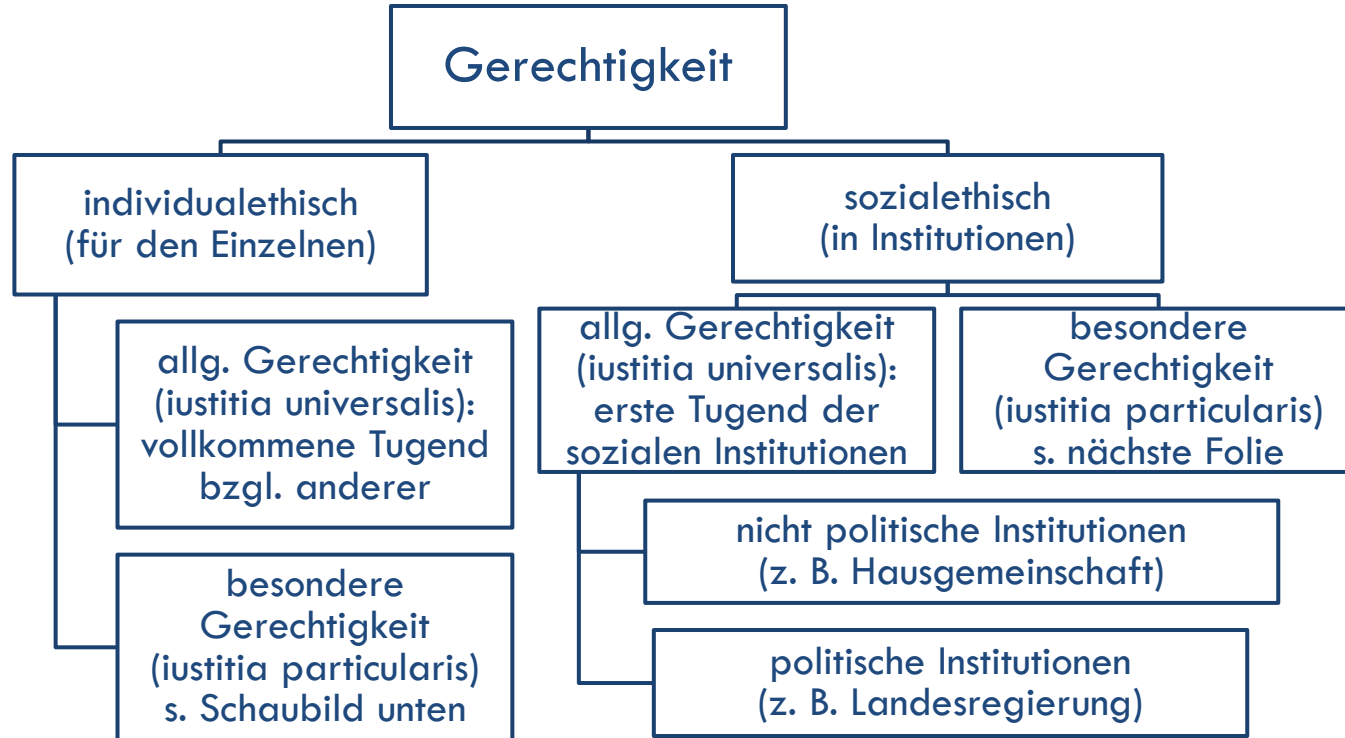 Gerechtigkeit
individualethisch
(für den Einzelnen)
allg. Gerechtigkeit
(iustitia universalis):
vollkommene Tugend
bzgl. anderer
besondere
Gerechtigkeit
(iustitia particularis)
s. Schaubild unten
sozialethisch
(in Institutionen)
allg. Gerechtigkeit
(iustitia universalis):
erste Tugend der
sozialen Institutionen
nicht politische Institutionen
(z. B. Hausgemeinschaft)
politische Institutionen
(z. B. Landesregierung)
besondere
Gerechtigkeit
(iustitia particularis)
s. nächste Folie